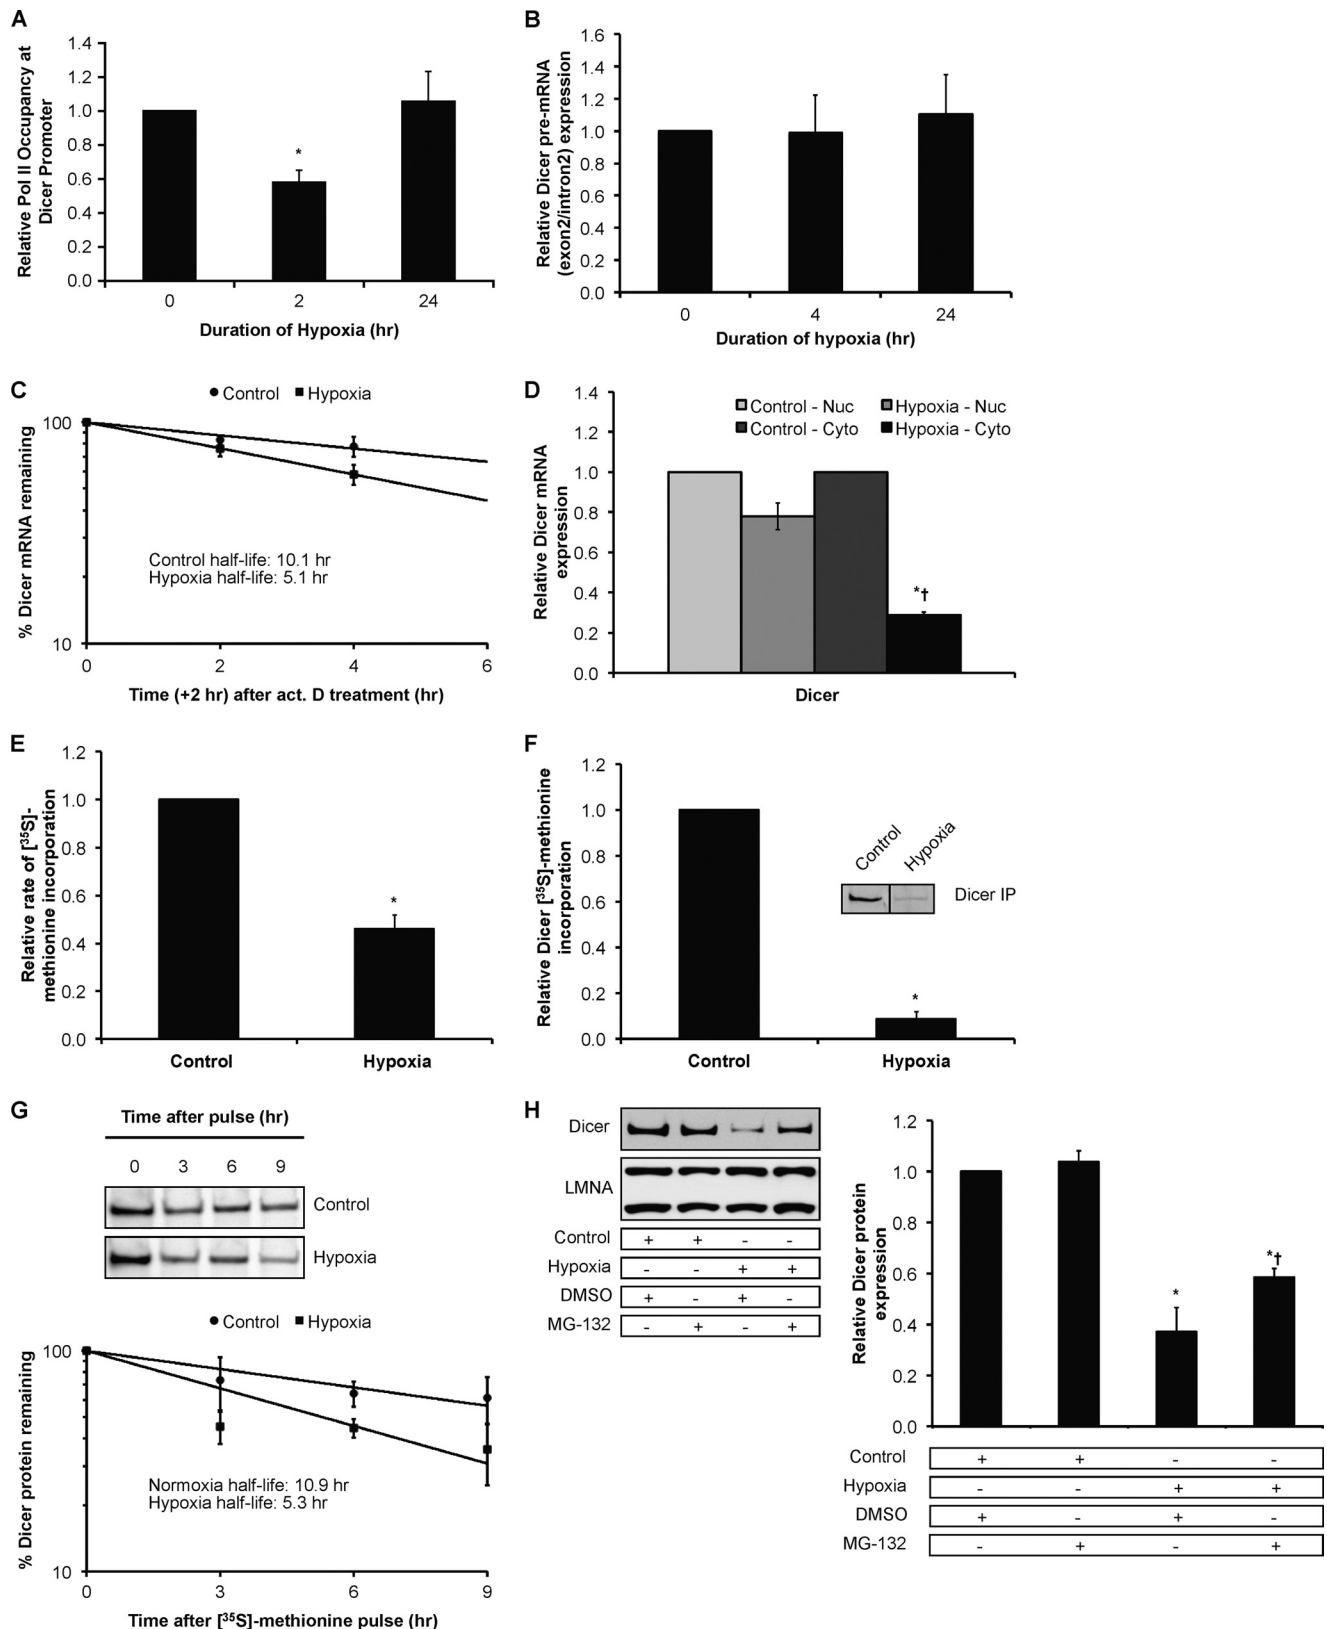 A
Relative Pol II Occupancy at
Dicer Promoter
1.4
1.2
1.0
0.8
0.6
0.4
0.2
0.0
*
0 2 24
Duration of Hypoxia (hr)
B
Relative Dicer pre-mRNA
(exon2/intron2) expression
1.6
1.4
1.2
1.0
0.8
0.6
0.4
0.2
0.0
0 4 24
Duration of hypoxia (hr)
C
Control Hypoxia
% Dicer mRNA remaining
100
10
Control half-life: 10.1 hr
Hypoxia half-life: 5.1 hr
0 2 4 6
Time (+2 hr) after act. D treatment (hr)
D
Relative Dicer mRNA
expression
1.4
1.2
1.0
0.8
0.6
0.4
0.2
0.0
Control - Nuc Hypoxia - Nuc
Control - Cyto Hypoxia - Cyto
*†
Dicer
E
Relative rate of [³⁵S]-
methionine incorporation
1.2
1.0
0.8
0.6
0.4
0.2
0.0
*
Control Hypoxia
F
Relative Dicer [³⁵S]-methionine
incorporation
1.2
1.0
0.8
0.6
0.4
0.2
0.0
Control Hypoxia
Dicer IP
*
Control Hypoxia
G
Time after pulse (hr)
0 3 6 9
Control
Hypoxia
Control Hypoxia
% Dicer protein remaining
100
10
Normoxia half-life: 10.9 hr
Hypoxia half-life: 5.3 hr
0 3 6 9
Time after [³⁵S]-methionine pulse (hr)
H
Dicer
LMNA
Control + + - -
Hypoxia - - + +
DMSO + - + -
MG-132 - + - +
Relative Dicer protein
expression
1.2
1.0
0.8
0.6
0.4
0.2
0.0
*
*†
Control + + - -
Hypoxia - - + +
DMSO + - + -
MG-132 - + - +